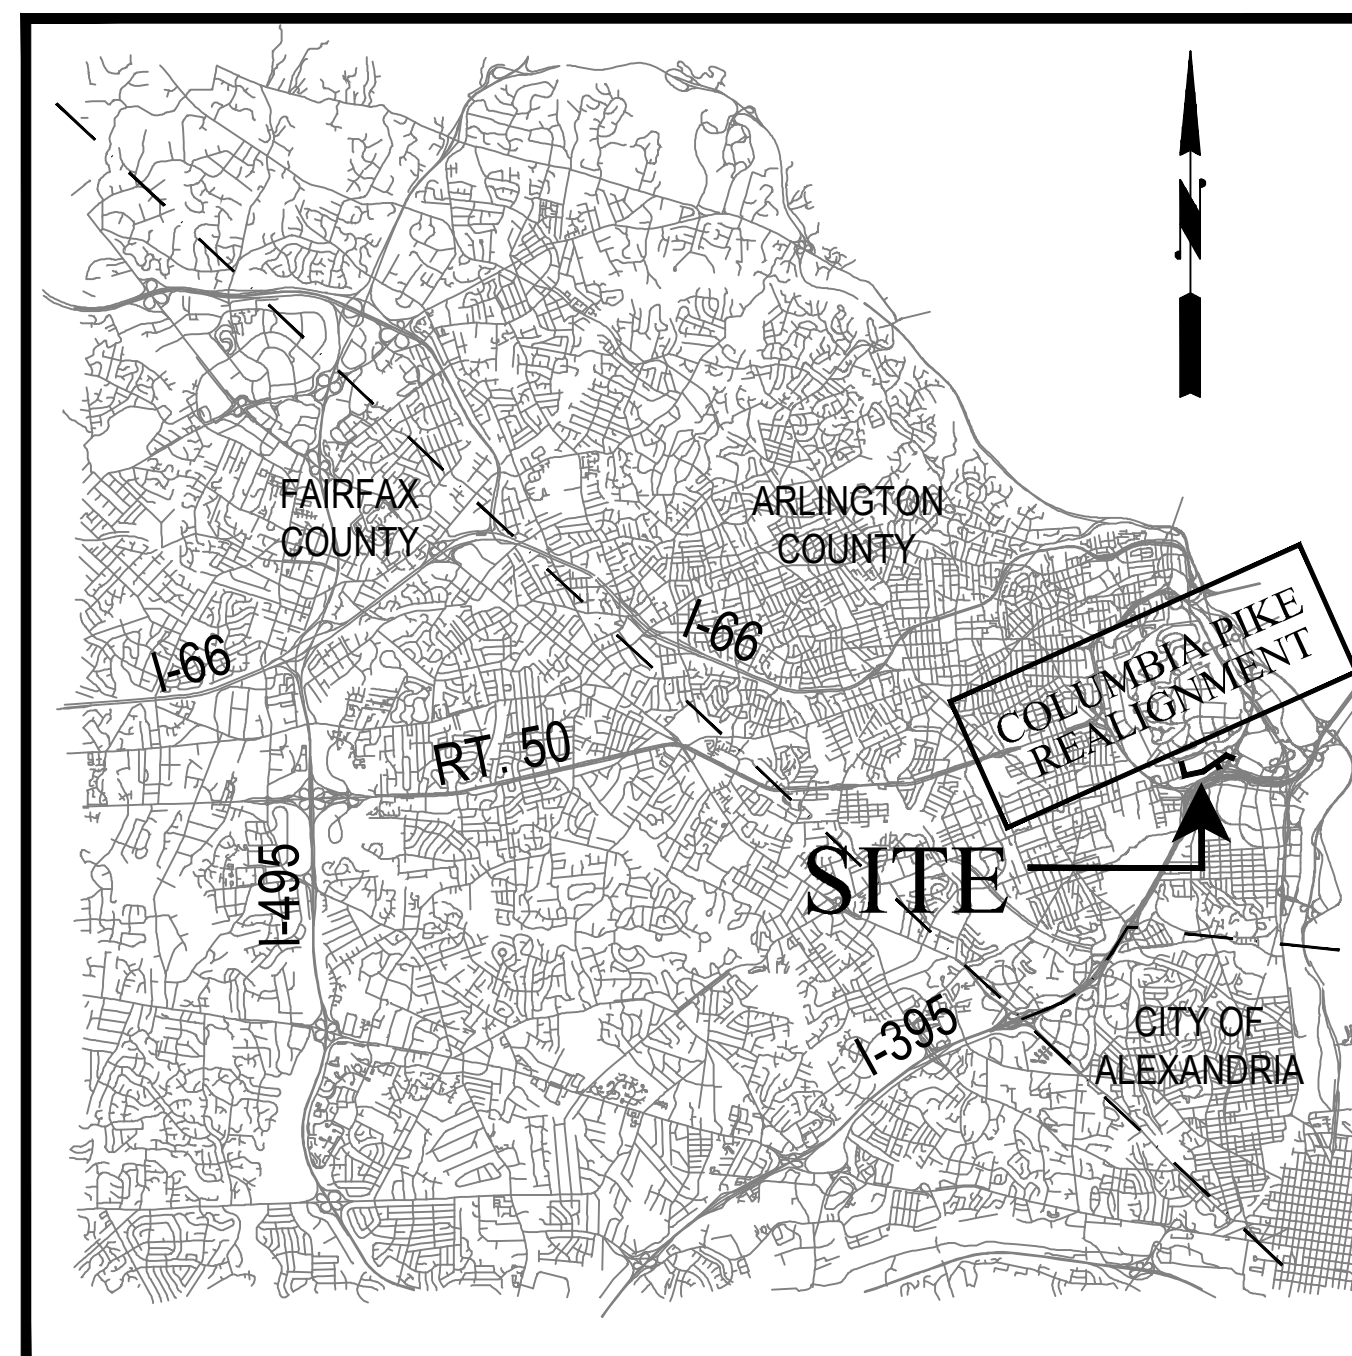 N
FAIRFAX
COUNTY
ARLINGTON
COUNTY
COLUMBIA PIKE
REALIGNMENT
I-66
I-66
RT. 50
SITE
I-495
I-395
CITY OF
ALEXANDRIA